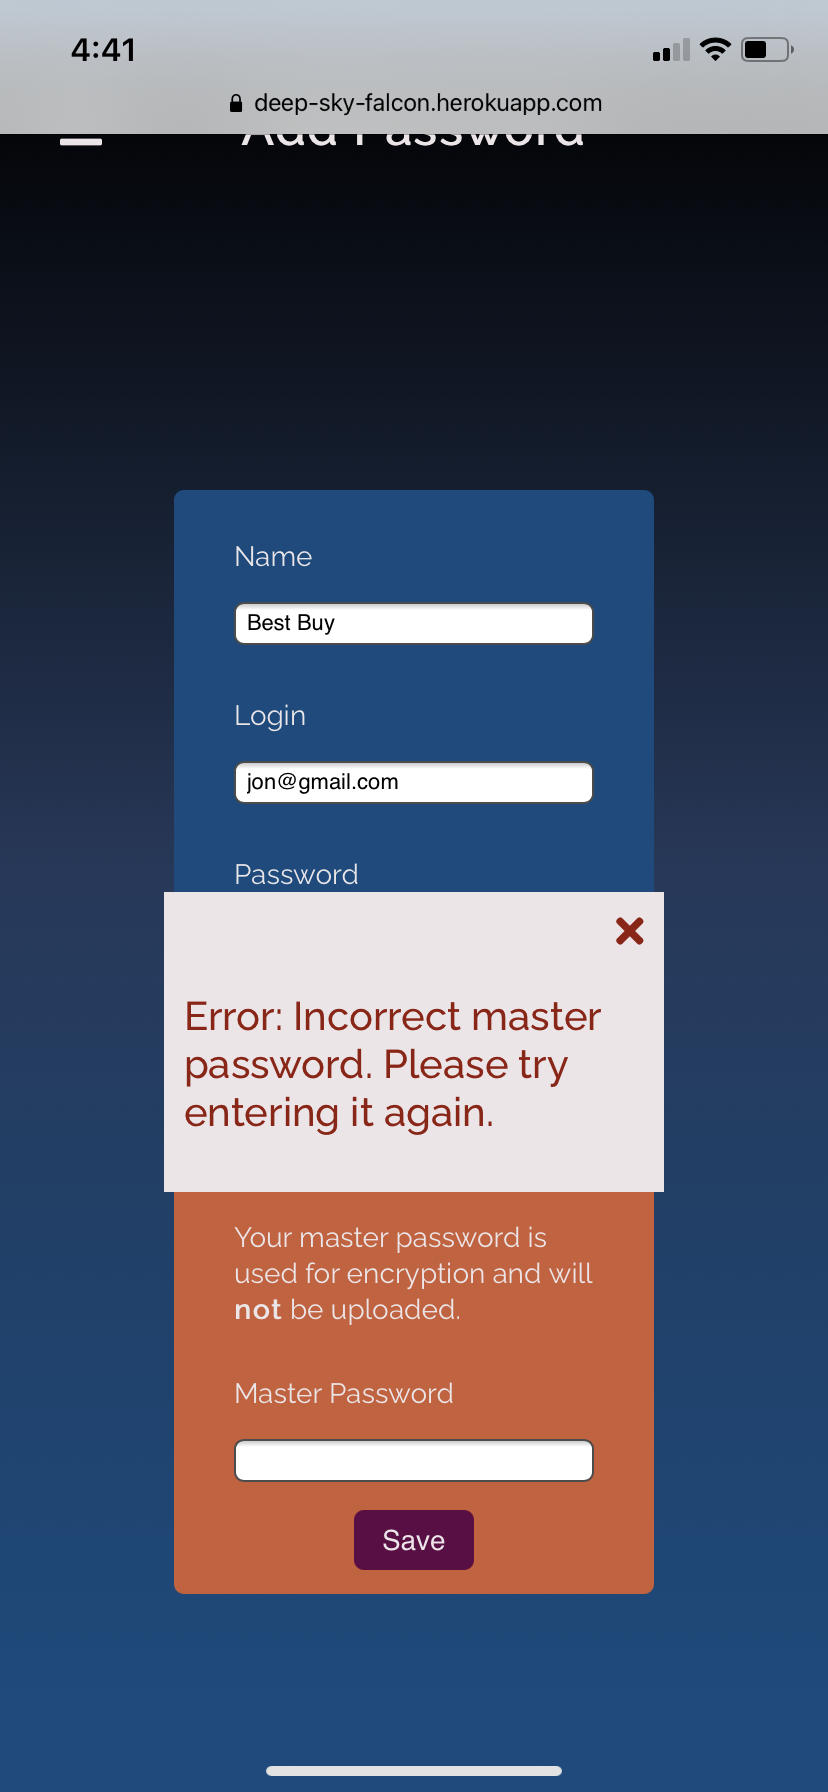 4:41
deep-sky-falcon.herokuapp.com
Add Password
Name
Best Buy
Login
jon@gmail.com
Password
Error: Incorrect master
password. Please try
entering it again.
Your master password is
used for encryption and will
not be uploaded.
Master Password
Save